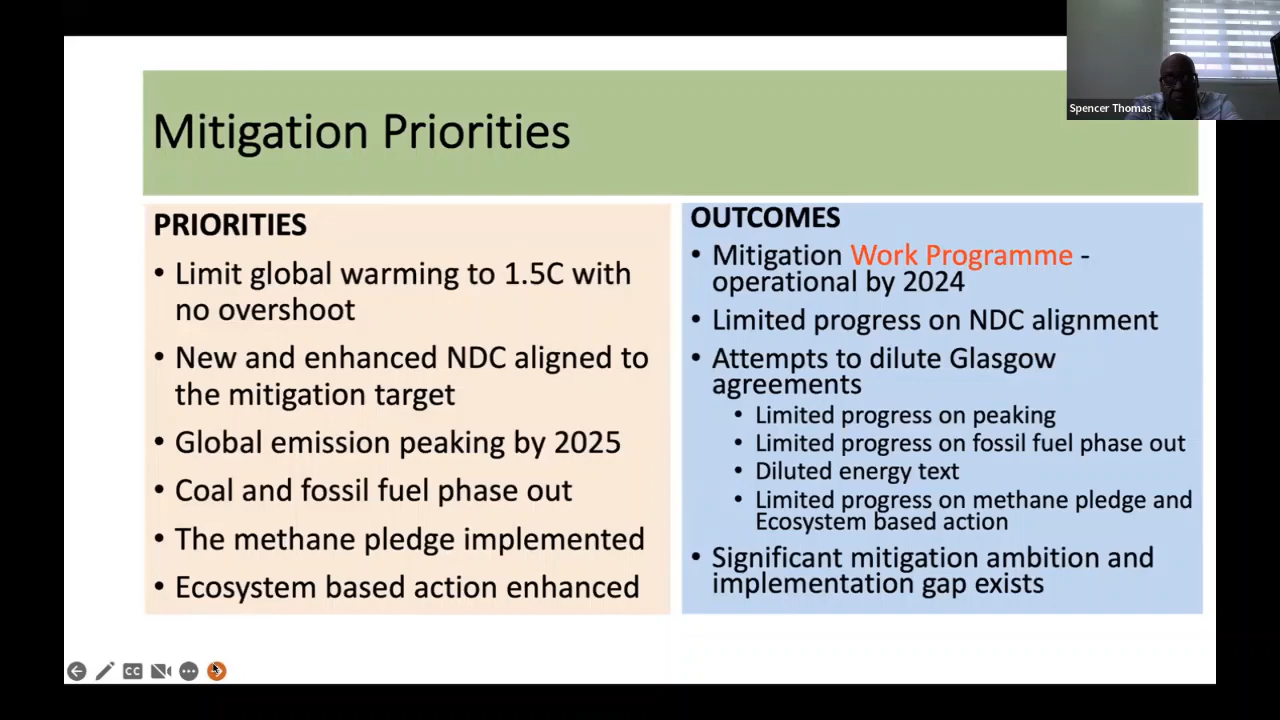 Mitigation Priorities
PRIORITIES
• Limit global warming to 1.5C with
no overshoot
• New and enhanced NDC aligned to
the mitigation target
• Global emission peaking by 2025
• Coal and fossil fuel phase out
• The methane pledge implemented
• Ecosystem based action enhanced
OUTCOMES
• Mitigation Work Programme -
operational by 2024
• Limited progress on NDC alignment
• Attempts to dilute Glasgow
agreements
• Limited progress on peaking
• Limited progress on fossil fuel phase out
• Diluted energy text
• Limited progress on methane pledge and
Ecosystem based action
• Significant mitigation ambition and
implementation gap exists
Spencer Thomas
CC